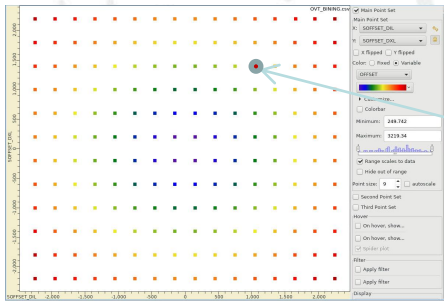 OVT_BINING.csv
Main Point Set
Main Point Set
X: SOFFSET_DIL
Y: SOFFSET_DXL
X flipped Y flipped
Color: Fixed Variable
OFFSET
Customize...
Colorbar
Minimum: 249.742
Maximum: 3219.34
Range scales to data
Hide out of range
Point size: 9 autoscale
Second Point Set
Third Point Set
Hover
On hover, show...
On hover, show...
Spider plot
Filter
Apply filter
Apply filter
Display
2,000
1,500
1,000
500
0
-500
-1,000
-1,500
-2,000
SOFFSET_DXL
SOFFSET_DIL -2,000 -1,500 -1,000 -500 0 500 1,000 1,500 2,000